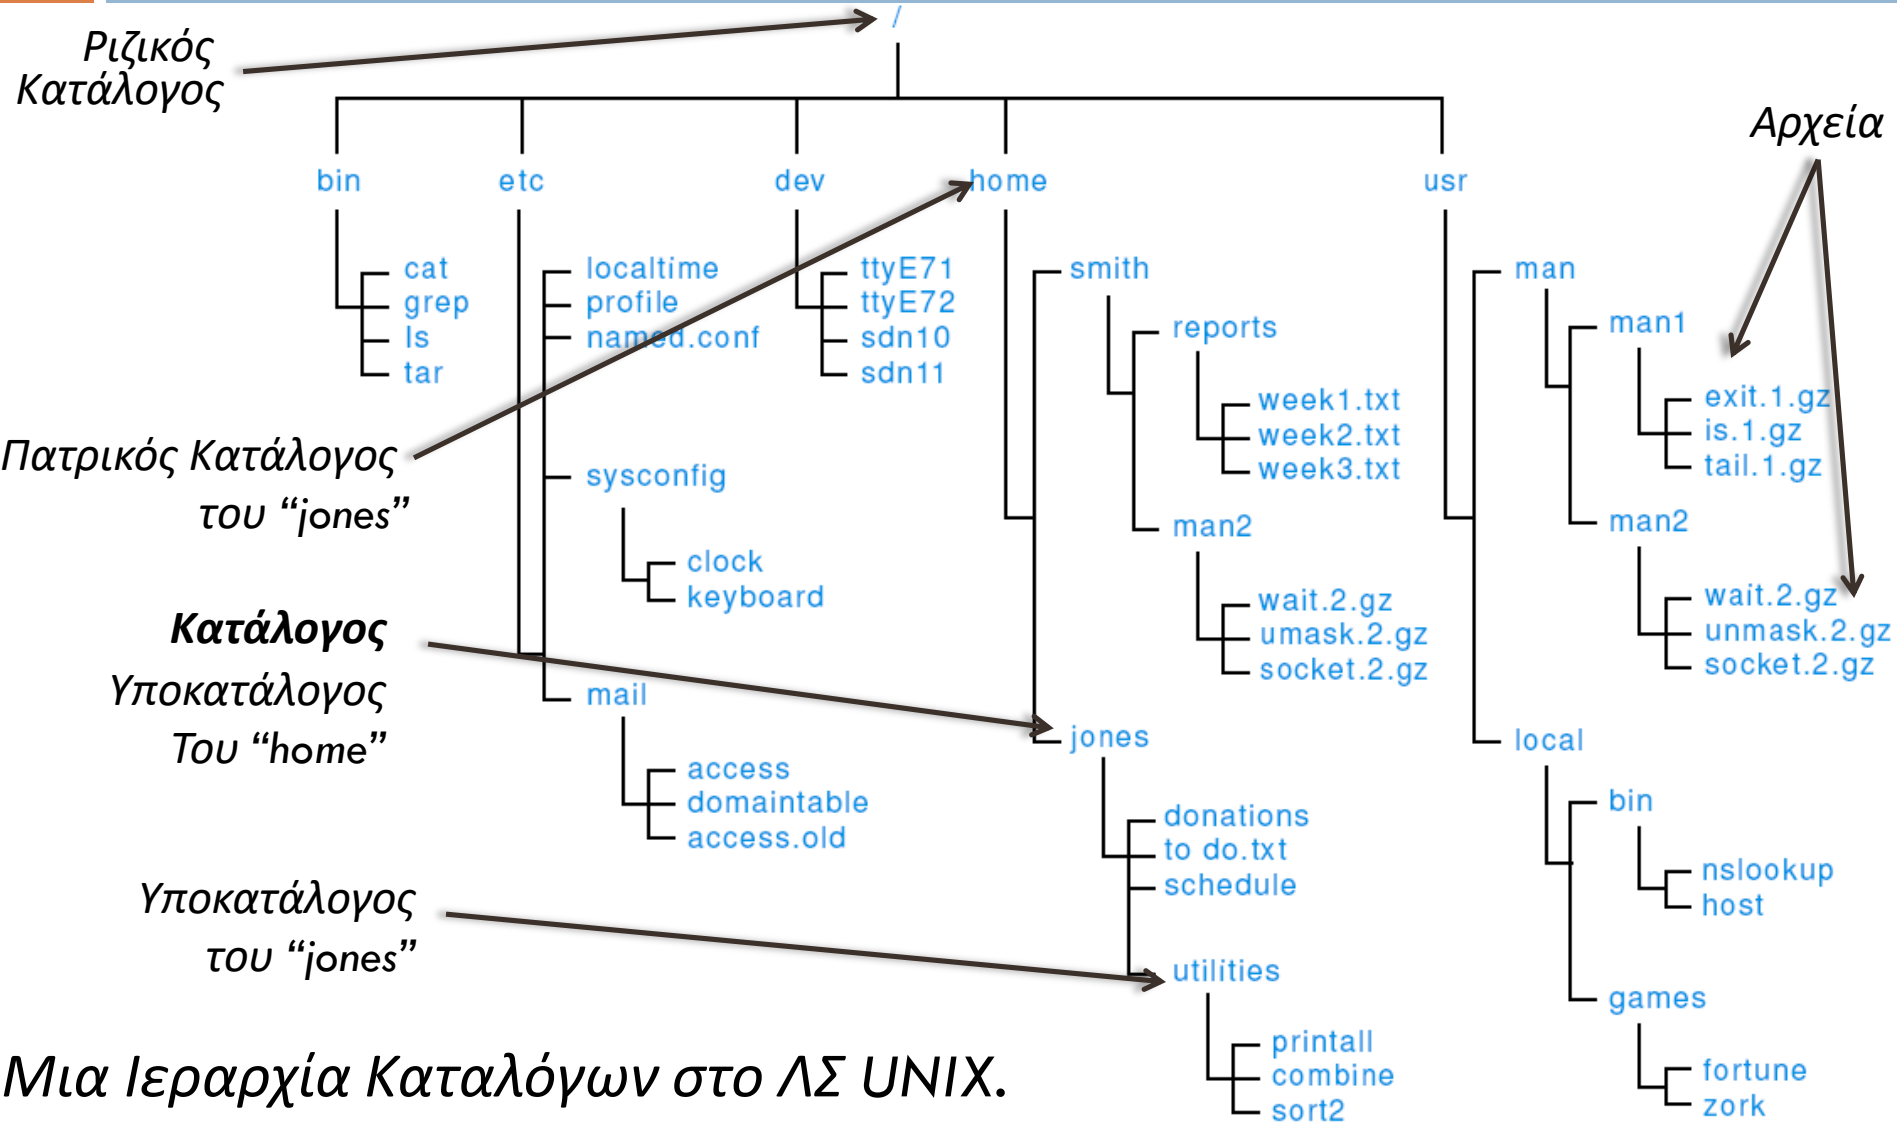 /
Ριζικός
Κατάλογος
Αρχεία
bin
etc
dev
home
usr
cat
grep
ls
tar
localtime
profile
named.conf
sysconfig
clock
keyboard
mail
access
domaintable
access.old
ttyE71
ttyE72
sdn10
sdn11
smith
reports
week1.txt
week2.txt
week3.txt
man2
wait.2.gz
umask.2.gz
socket.2.gz
jones
donations
to do.txt
schedule
utilities
printall
combine
sort2
man
man1
exit.1.gz
is.1.gz
tail.1.gz
man2
wait.2.gz
unmask.2.gz
socket.2.gz
local
bin
nslookup
host
games
fortune
zork
Πατρικός Κατάλογος
του “jones”
Κατάλογος
Υποκατάλογος
Του “home”
Υποκατάλογος
του “jones”
Μια Ιεραρχία Καταλόγων στο ΛΣ UNIX.